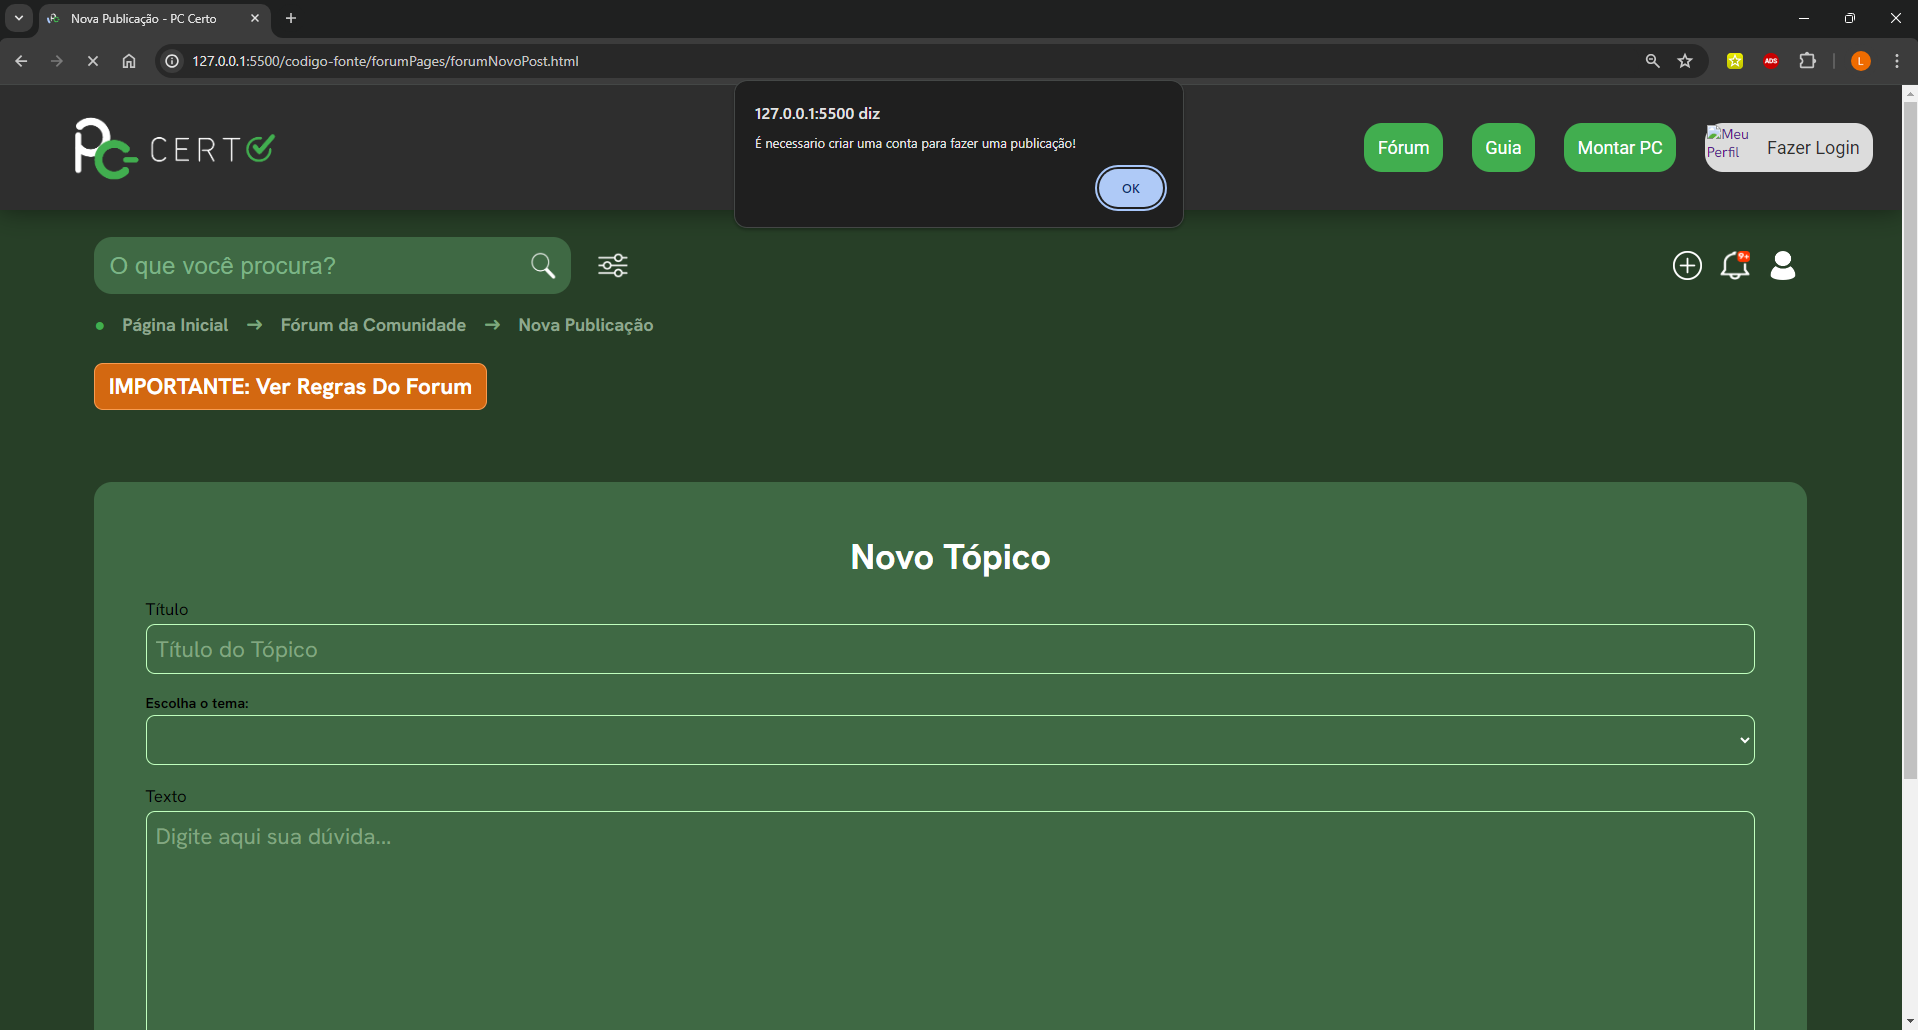 Nova Publicação - PC Certo
127.0.0.1:5500/codigo-fonte/forumPages/forumNovoPost.html
ADS
L
127.0.0.1:5500 diz
É necessario criar uma conta para fazer uma publicação!
OK
PC CERTO
Fórum
Guia
Montar PC
Meu Perfil
Fazer Login
O que você procura?
9+
Página Inicial → Fórum da Comunidade → Nova Publicação
IMPORTANTE: Ver Regras Do Forum
Novo Tópico
Título
Título do Tópico
Escolha o tema:
Texto
Digite aqui sua dúvida...